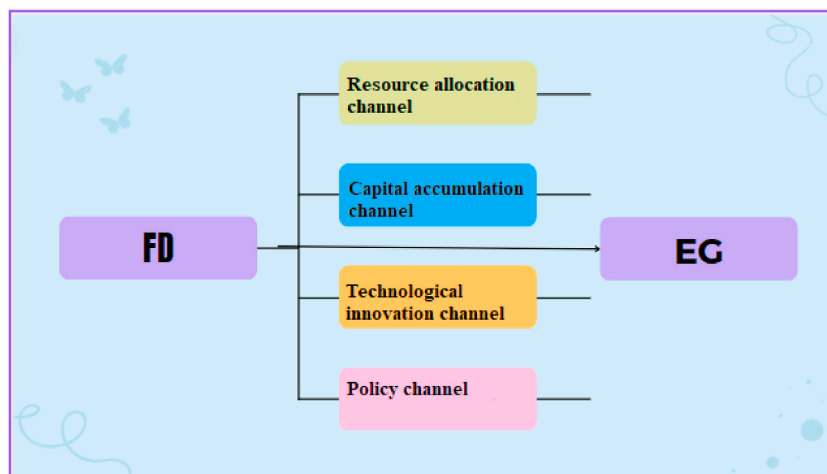 Resource allocation
channel
Capital accumulation
channel
FD
EG
Technological
innovation channel
Policy channel